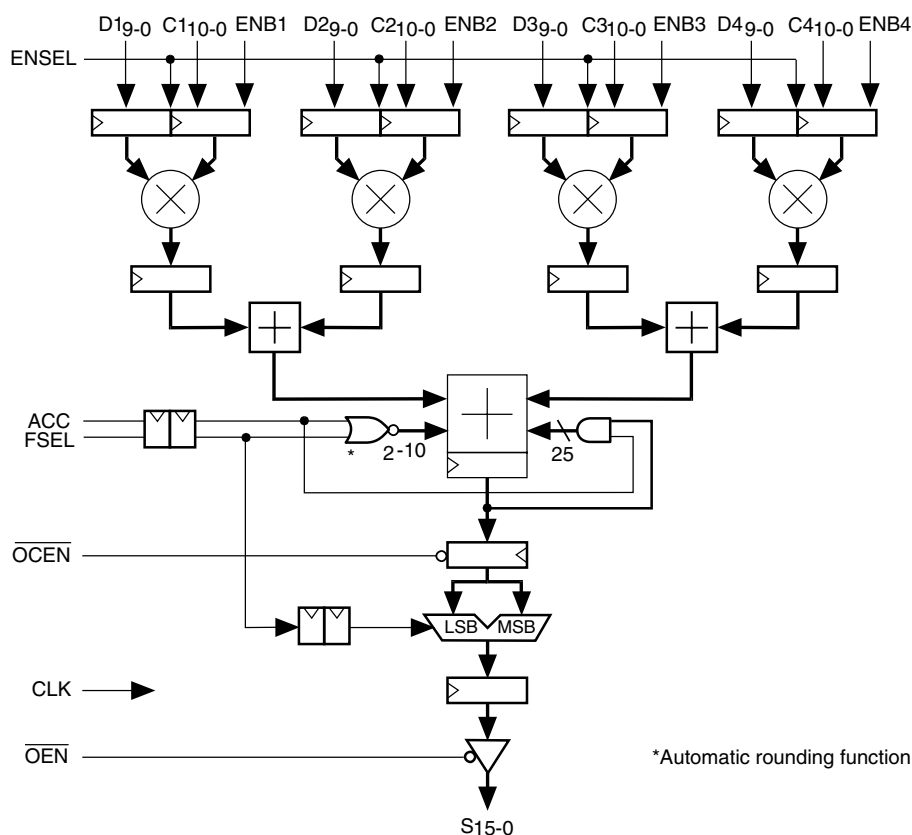 D19-0 C110-0 ENB1 D29-0 C210-0 ENB2 D39-0 C310-0 ENB3 D49-0 C410-0 ENB4
ENSEL
ACC
FSEL
*
2-10
25
OCEN
LSB MSB
CLK
OEN
*Automatic rounding function
S15-0